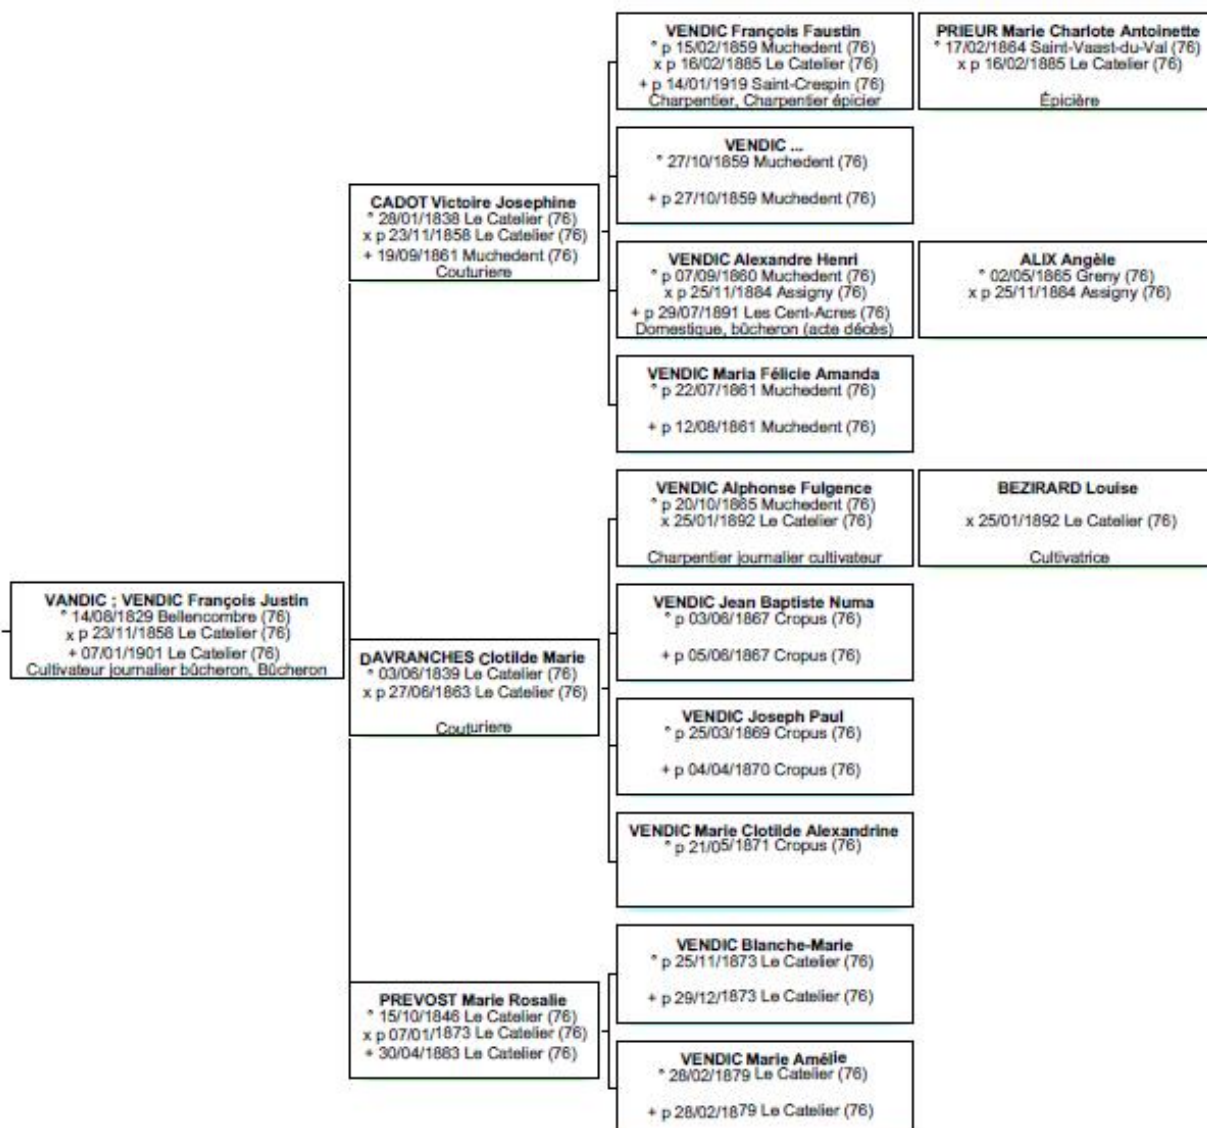 VENDIC François Faustin
° p 15/02/1859 Muchedent (76)
x p 16/02/1885 Le Catelier (76)
+ p 14/01/1919 Saint-Crespin (76)
Charpentier, Charpentier épicier
PRIEUR Marie Charlote Antoinette
° 17/02/1864 Saint-Vaast-du-Val (76)
x p 16/02/1885 Le Catelier (76)
Épicière
VENDIC ...
° 27/10/1859 Muchedent (76)
+ p 27/10/1859 Muchedent (76)
CADOT Victoire Josephine
° 28/01/1838 Le Catelier (76)
x p 23/11/1858 Le Catelier (76)
+ 19/09/1861 Muchedent (76)
Couturiere
VENDIC Alexandre Henri
° p 07/09/1860 Muchedent (76)
x p 25/11/1884 Assigny (76)
+ p 29/07/1891 Les Cent-Acres (76)
Domestique, bûcheron (acte décès)
ALIX Angèle
° 02/05/1865 Greny (76)
x p 25/11/1884 Assigny (76)
VENDIC Maria Félicie Amanda
° p 22/07/1861 Muchedent (76)
+ p 12/08/1861 Muchedent (76)
VENDIC Alphonse Fulgence
° p 20/10/1865 Muchedent (76)
x 25/01/1892 Le Catelier (76)
Charpentier journalier cultivateur
BEZIRARD Louise
x 25/01/1892 Le Catelier (76)
Cultivatrice
VANDIC ; VENDIC François Justin
° 14/08/1829 Bellencombre (76)
x p 23/11/1858 Le Catelier (76)
+ 07/01/1901 Le Catelier (76)
Cultivateur journalier bûcheron, Bûcheron
VENDIC Jean Baptiste Numa
° p 03/06/1867 Cropus (76)
+ p 05/06/1867 Cropus (76)
DAVRANCHES Clotilde Marie
° 03/06/1839 Le Catelier (76)
x p 27/06/1863 Le Catelier (76)
Couturiere
VENDIC Joseph Paul
° p 25/03/1869 Cropus (76)
+ p 04/04/1870 Cropus (76)
VENDIC Marie Clotilde Alexandrine
° p 21/05/1871 Cropus (76)
VENDIC Blanche-Marie
° p 25/11/1873 Le Catelier (76)
+ p 29/12/1873 Le Catelier (76)
PREVOST Marie Rosalie
° 15/10/1846 Le Catelier (76)
x p 07/01/1873 Le Catelier (76)
+ 30/04/1883 Le Catelier (76)
VENDIC Marie Amélie
° 28/02/1879 Le Catelier (76)
+ p 28/02/1879 Le Catelier (76)